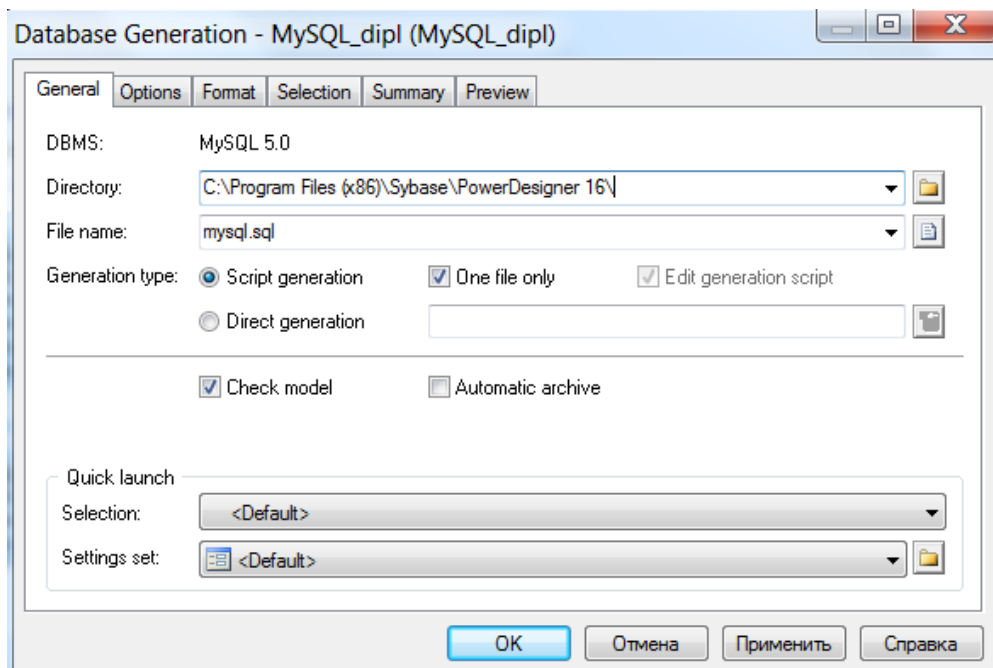 Database Generation - MySQL_dipl (MySQL_dipl)
General Options Format Selection Summary Preview
DBMS: MySQL 5.0
Directory: C:\Program Files (x86)\Sybase\PowerDesigner 16\
File name: mysql.sql
Generation type: Script generation One file only Edit generation script
Direct generation
Check model Automatic archive
Quick launch
Selection: <Default>
Settings set: <Default>
OK Отмена Применить Справка